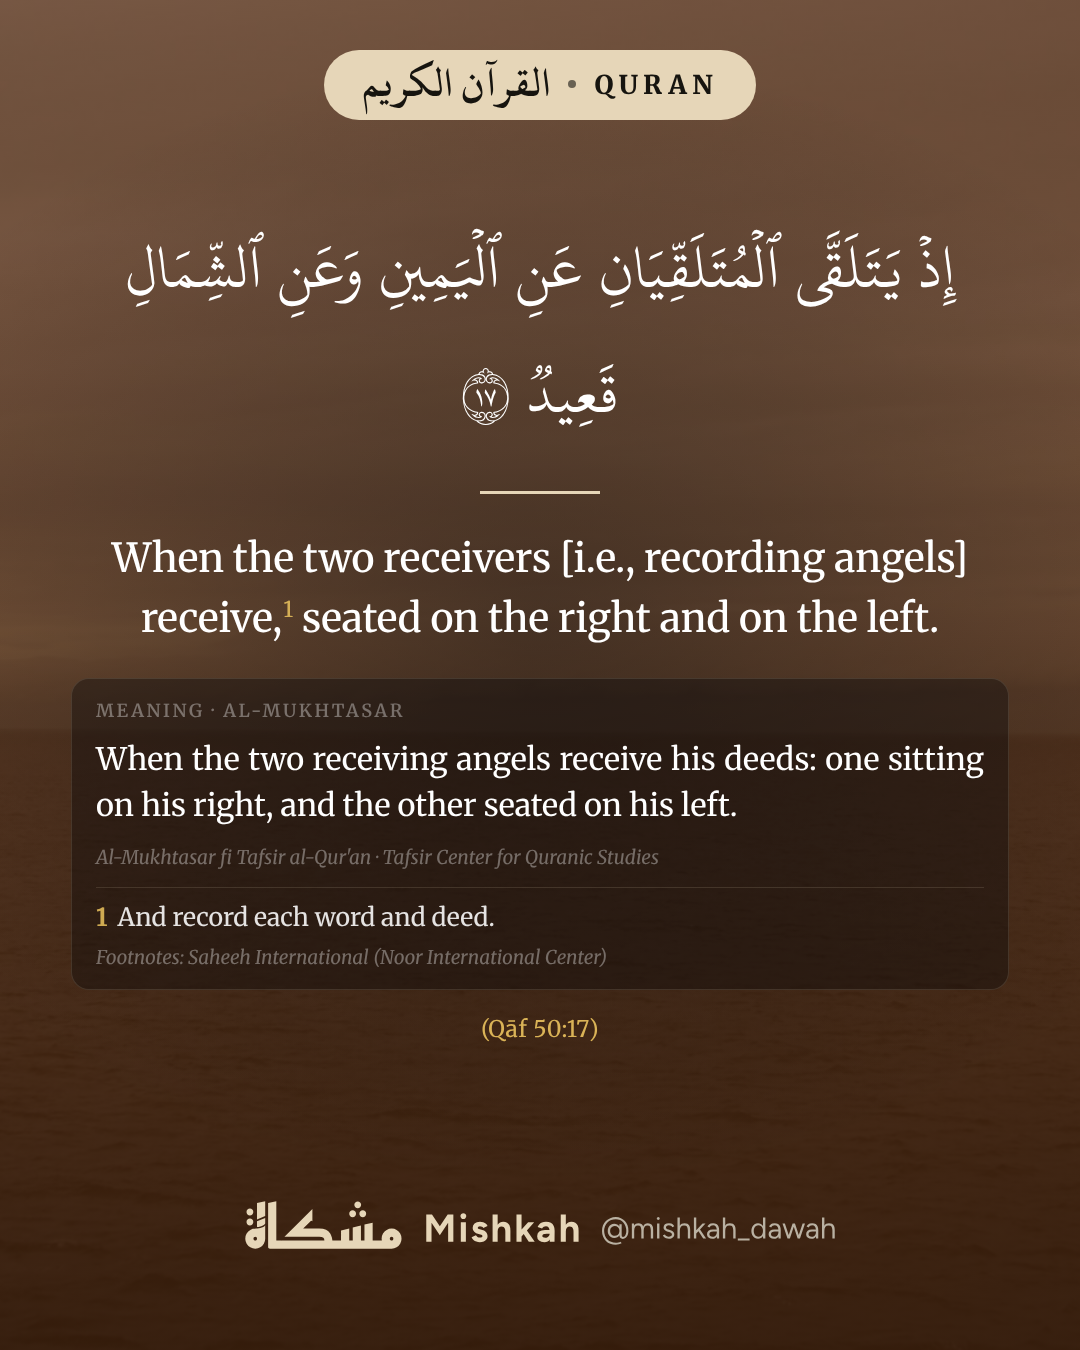 القرآن الكريم • QURAN
إِذۡ يَتَلَقَّى ٱلۡمُتَلَقِّيَانِ عَنِ ٱلۡيَمِينِ وَعَنِ ٱلشِّمَالِ
قَعِيدٞ ١٧
When the two receivers [i.e., recording angels]
receive,1 seated on the right and on the left.
MEANING · AL-MUKHTASAR
When the two receiving angels receive his deeds: one sitting
on his right, and the other seated on his left.
Al-Mukhtasar fi Tafsir al-Qur'an · Tafsir Center for Quranic Studies
1 And record each word and deed.
Footnotes: Saheeh International (Noor International Center)
(Qāf 50:17)
مشكاة Mishkah @mishkah_dawah